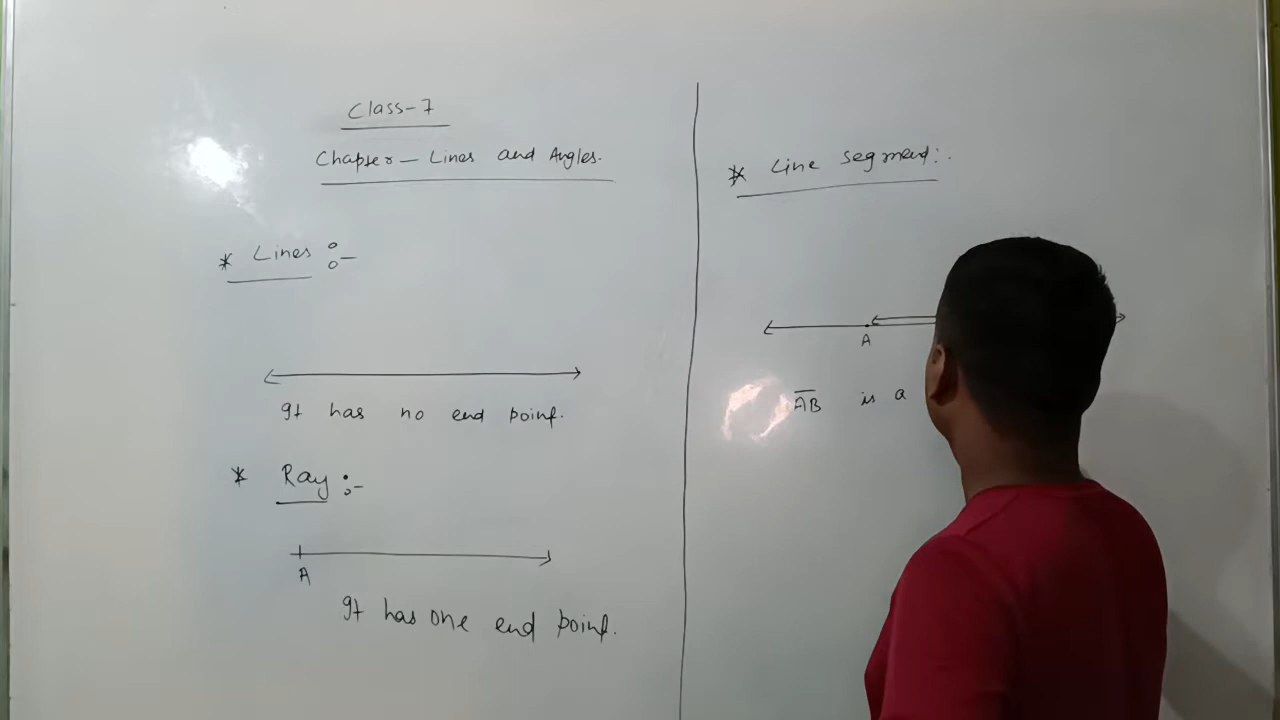 Class-7
Chapter - Lines and Angles.
* Lines :-
It has no end point.
* Ray :-
A
It has one end point.
* Line segment:.
A
A̅B̅ is a